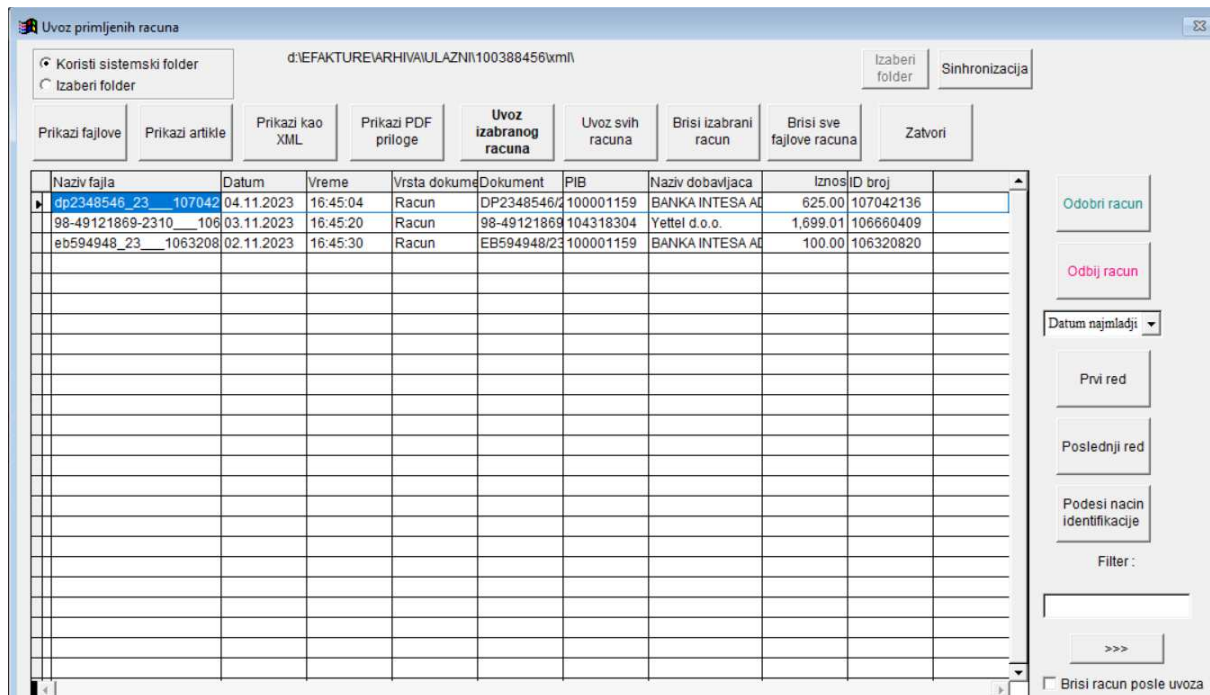 Uvoz primljenih racuna
Koristi sistemski folder
Izaberi folder
d:\EFAKTURE\ARHIVA\ULAZNI\100388456\xml\
Izaberi
folder
Sinhronizacija
Prikazi fajlove
Prikazi artikle
Prikazi kao
XML
Prikazi PDF
priloge
Uvoz
izabranog
racuna
Uvoz svih
racuna
Brisi izabrani
racun
Brisi sve
fajlove racuna
Zatvori
Naziv fajla Datum Vreme Vrsta dokume Dokument PIB Naziv dobavljaca Iznos ID broj
dp2348546_23___107042 04.11.2023 16:45:04 Racun DP2348546/2 100001159 BANKA INTESA AD 625.00 107042136
98-49121869-2310___106 03.11.2023 16:45:20 Racun 98-49121869 104318304 Yettel d.o.o. 1,699.01 106660409
eb594948_23___1063208 02.11.2023 16:45:30 Racun EB594948/23 100001159 BANKA INTESA AD 100.00 106320820
Odobri racun
Odbij racun
Datum najmladji
Prvi red
Poslednji red
Podesi nacin
identifikacije
Filter :
>>>
Brisi racun posle uvoza